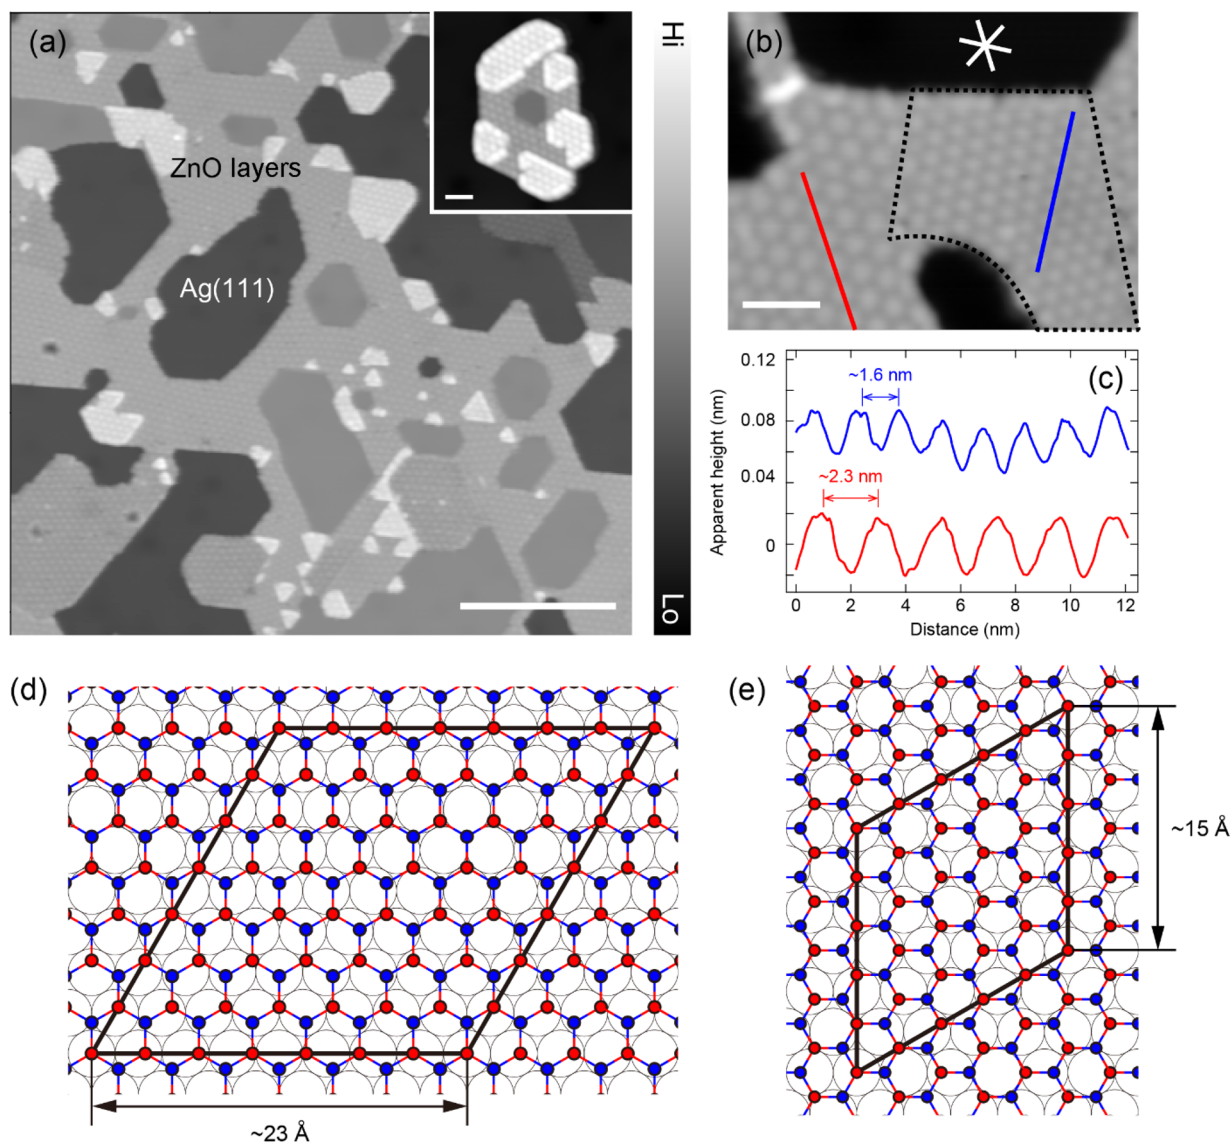 (a)
ZnO layers
Ag(111)
Hi
Lo
(b)
(c)
0.12
0.08
0.04
0
Apparent height (nm)
~1.6 nm
~2.3 nm
0 2 4 6 8 10 12
Distance (nm)
(d)
~23 Å
(e)
~15 Å